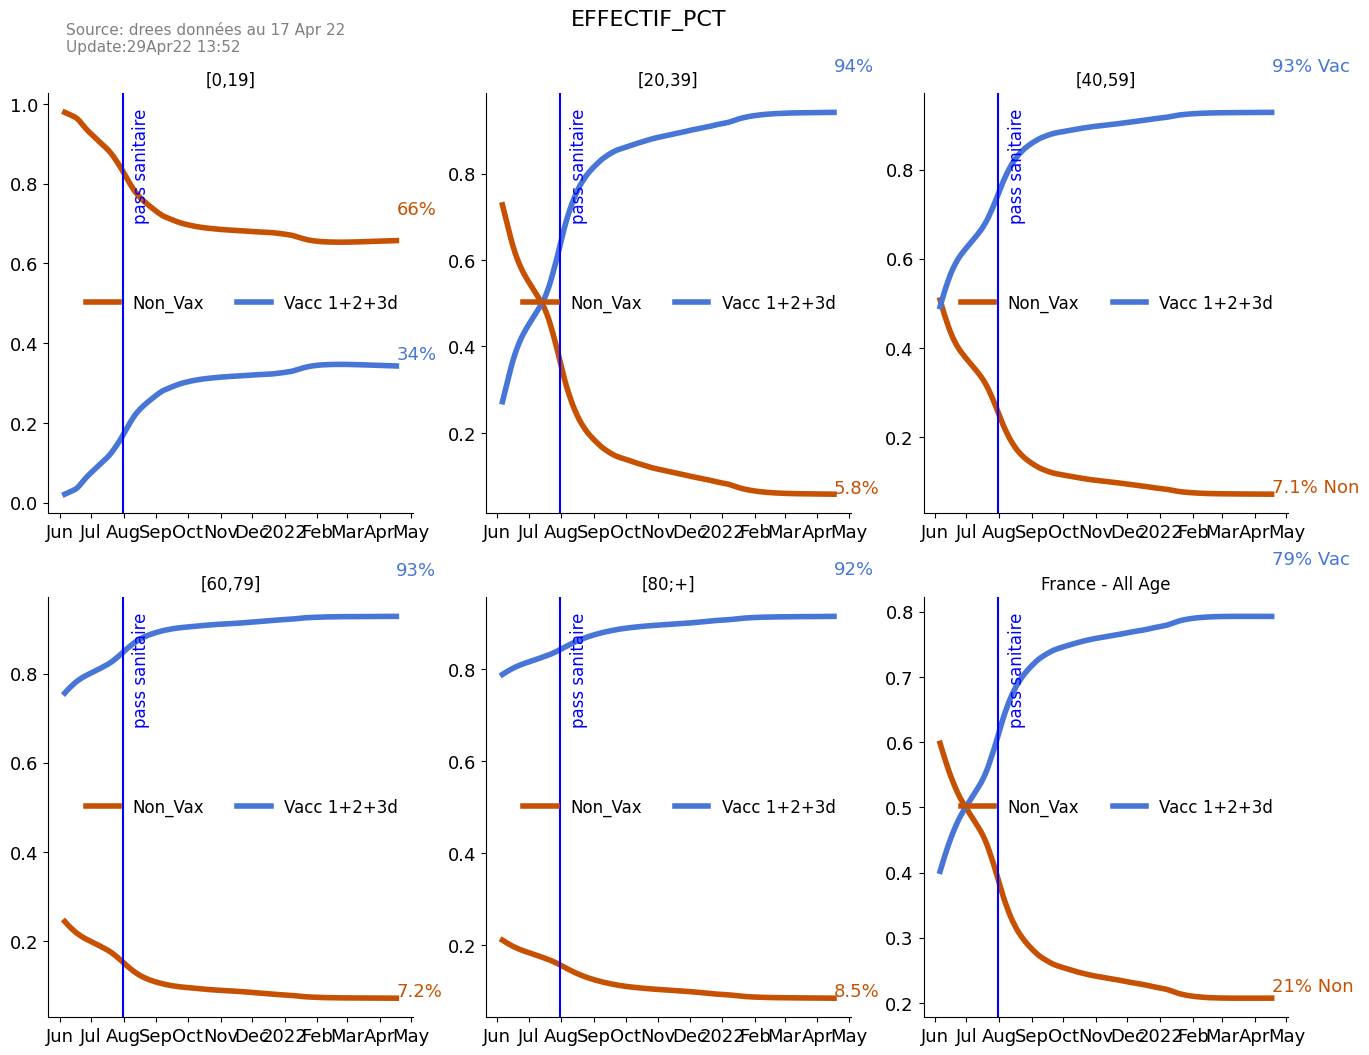 EFFECTIF_PCT
Source: drees données au 17 Apr 22
Update:29Apr22 13:52
[0,19]
1.0
0.8
0.6
0.4
0.2
0.0
pass sanitaire
66%
Non_Vax
Vacc 1+2+3d
34%
Jun Jul Aug Sep Oct Nov Dec 2022 Feb Mar Apr May
94%
[20,39]
0.8
0.6
0.4
0.2
pass sanitaire
Non_Vax
Vacc 1+2+3d
5.8%
Jun Jul Aug Sep Oct Nov Dec 2022 Feb Mar Apr May
93% Vac
[40,59]
0.8
0.6
0.4
0.2
pass sanitaire
Non_Vax
Vacc 1+2+3d
7.1% Non
Jun Jul Aug Sep Oct Nov Dec 2022 Feb Mar Apr May
93%
[60,79]
0.8
0.6
0.4
0.2
pass sanitaire
Non_Vax
Vacc 1+2+3d
7.2%
Jun Jul Aug Sep Oct Nov Dec 2022 Feb Mar Apr May
92%
[80;+]
0.8
0.6
0.4
0.2
pass sanitaire
Non_Vax
Vacc 1+2+3d
8.5%
Jun Jul Aug Sep Oct Nov Dec 2022 Feb Mar Apr May
79% Vac
France - All Age
0.8
0.7
0.6
0.5
0.4
0.3
0.2
pass sanitaire
Non_Vax
Vacc 1+2+3d
21% Non
Jun Jul Aug Sep Oct Nov Dec 2022 Feb Mar Apr May